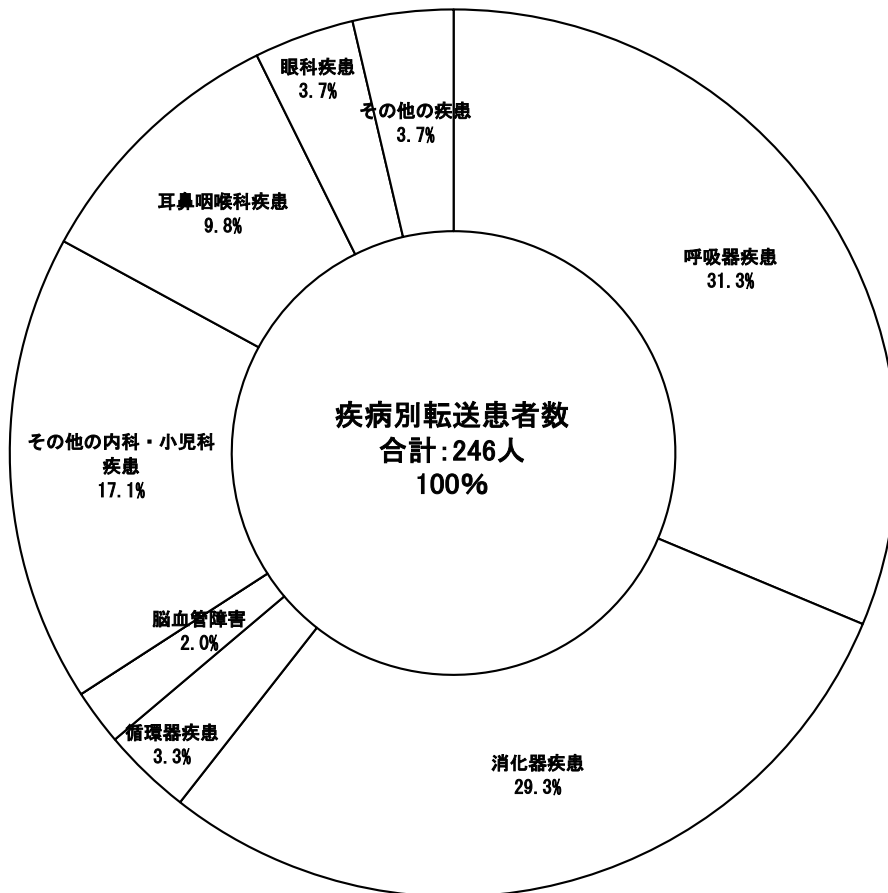 眼科疾患
3.7%
その他の疾患
3.7%
耳鼻咽喉科疾患
9.8%
呼吸器疾患
31.3%
疾病別転送患者数
合計:246人
100%
その他の内科・小児科
疾患
17.1%
脳血管障害
2.0%
循環器疾患
3.3%
消化器疾患
29.3%